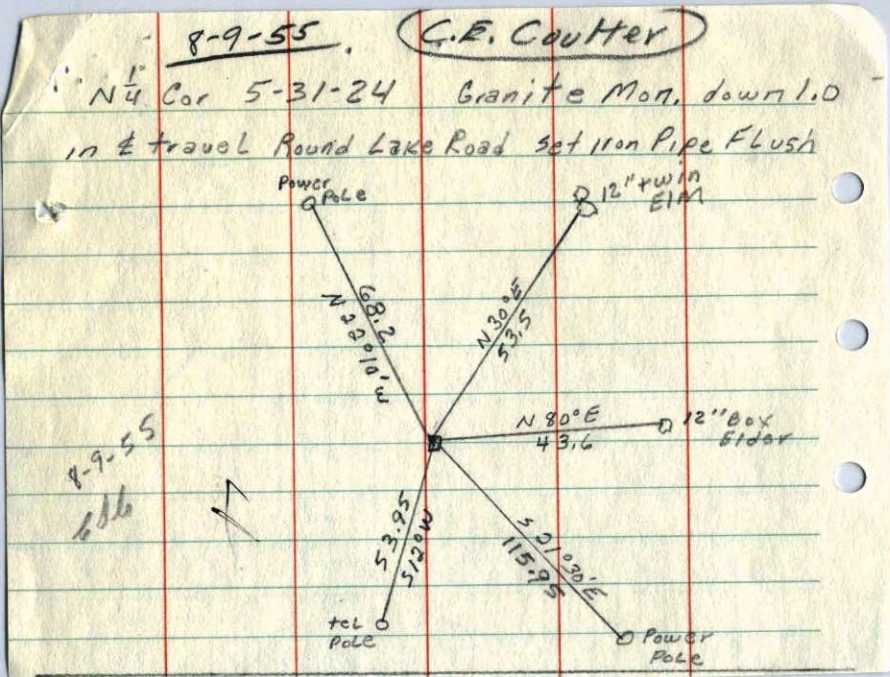 8-9-55. C.E. Coulter
N 1/4 Cor 5-31-24 Granite Mon. down 1.0
in ⅊ travel Round Lake Road set Iron Pipe Flush
Power Pole
12" twin Elm
68.2
N 22°10' W
N 30° E
53.5
N 80° E
43.6
12" Box Eldor
8-9-55
53.95
S 12° W
S 21°30' E
115.95
tel Pole
Power Pole